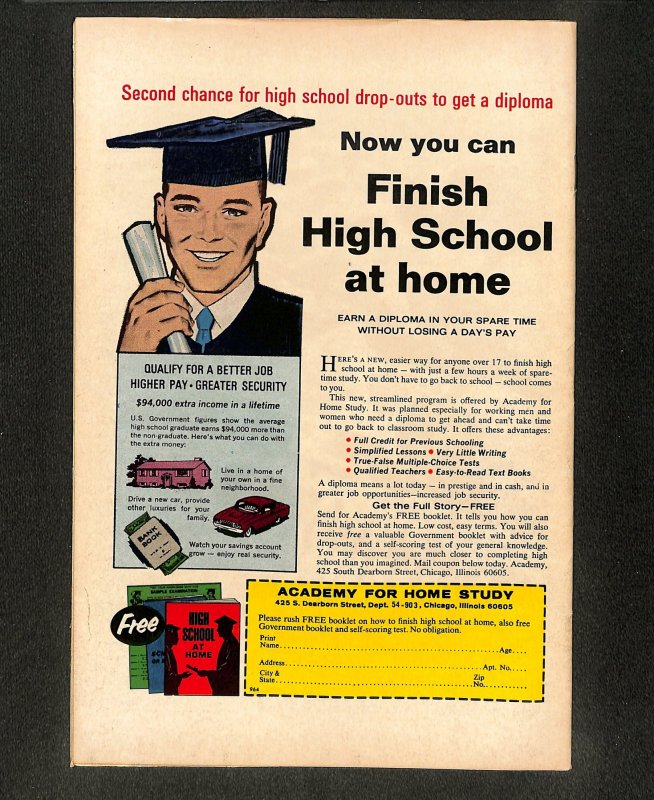 Second chance for high school drop-outs to get a diploma
Now you can
Finish
High School
at home
EARN A DIPLOMA IN YOUR SPARE TIME
WITHOUT LOSING A DAY'S PAY
HERE'S A NEW, easier way for anyone over 17 to finish high
school at home — with just a few hours a week of spare-
time study. You don't have to go back to school — school comes
to you.
This new, streamlined program is offered by Academy for
Home Study. It was planned especially for working men and
women who need a diploma to get ahead and can't take time
out to go back to classroom study. It offers these advantages:
• Full Credit for Previous Schooling
• Simplified Lessons • Very Little Writing
• True-False Multiple-Choice Tests
• Qualified Teachers • Easy-to-Read Text Books
A diploma means a lot today — in prestige and in cash, and in
greater job opportunities—increased job security.
Get the Full Story—FREE
Send for Academy's FREE booklet. It tells you how you can
finish high school at home. Low cost, easy terms. You will also
receive free a valuable Government booklet with advice for
drop-outs, and a self-scoring test of your general knowledge.
You may discover you are much closer to completing high
school than you imagined. Mail coupon below today. Academy,
425 South Dearborn Street, Chicago, Illinois 60605.
QUALIFY FOR A BETTER JOB
HIGHER PAY • GREATER SECURITY
$94,000 extra income in a lifetime
U.S. Government figures show the average
high school graduate earns $94,000 more than
the non-graduate. Here's what you can do with
the extra money:
Live in a home of
your own in a fine
neighborhood.
Drive a new car, provide
other luxuries for your
family.
BANK
BOOK
Watch your savings account
grow — enjoy real security.
Free
SAMPLE EXAMINATION
HIGH
SCHOOL
AT
HOME
ACADEMY FOR HOME STUDY
425 S. Dearborn Street, Dept. 54-903, Chicago, Illinois 60605
Please rush FREE booklet on how to finish high school at home, also free
Government booklet and self-scoring test. No obligation.
Print
Name............Age....
Address............Apt. No....
City &
State............
Zip
No............
964